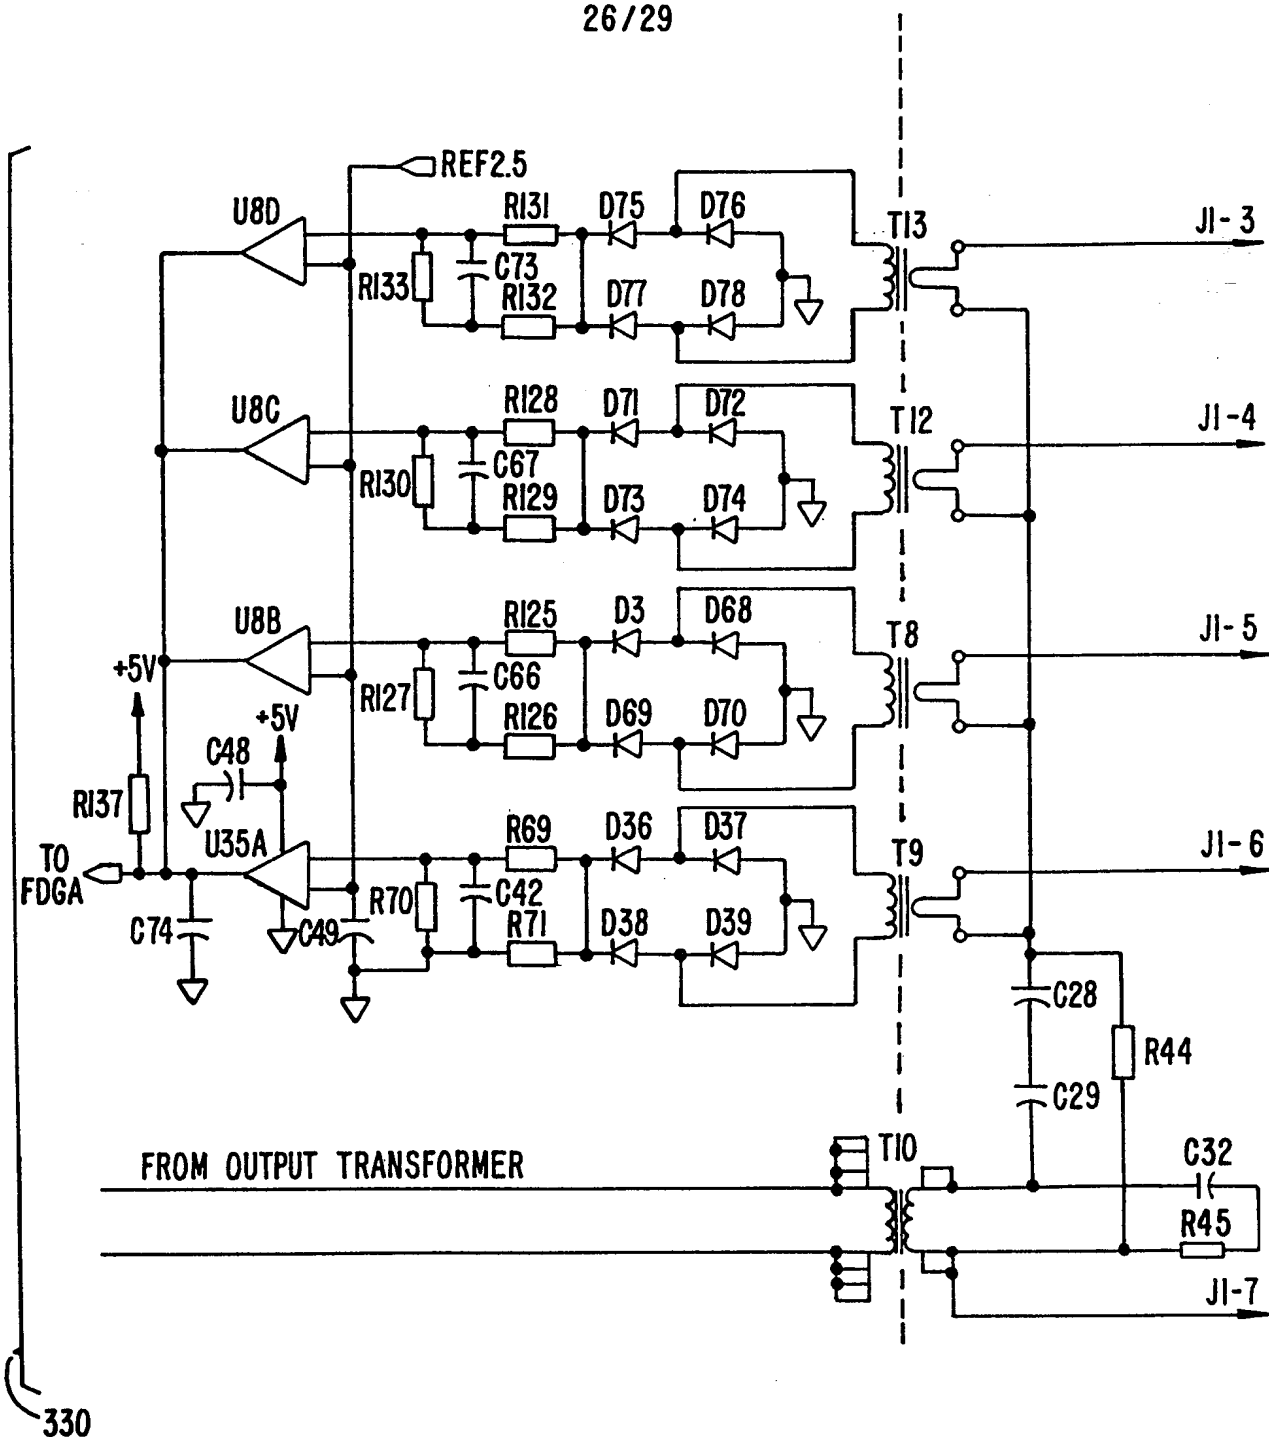 26/29
REF2.5
U8D
R131
D75
D76
T13
J1-3
R133
C73
R132
D77
D78
U8C
R128
D71
D72
T12
J1-4
R130
C67
R129
D73
D74
U8B
R125
D3
D68
T8
J1-5
+5V
R127
C66
R126
D69
D70
+5V
C48
R137
U35A
R69
D36
D37
T9
J1-6
TO
FDGA
C74
C49
R70
C42
R71
D38
D39
C28
R44
C29
FROM OUTPUT TRANSFORMER
T10
C32
R45
J1-7
330